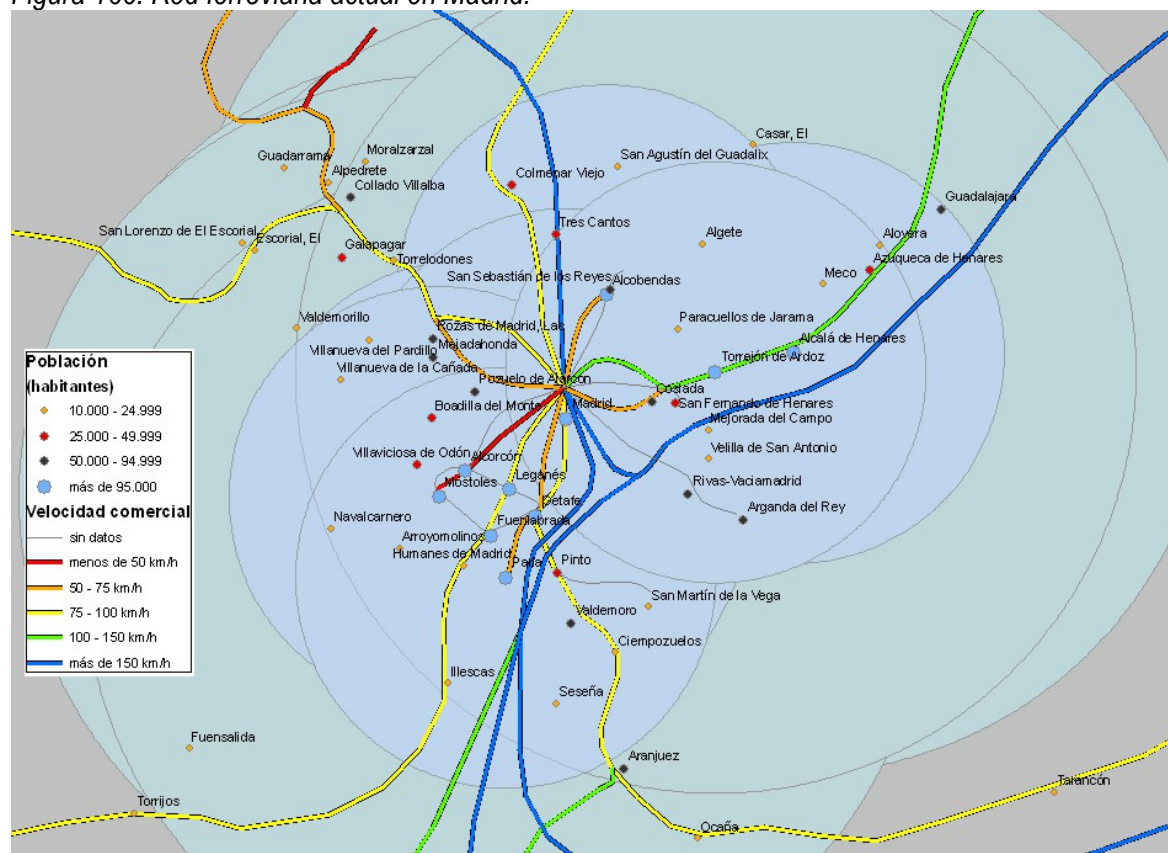 Figura 100. Red ferroviaria actual en Madrid.
Casar, El
Moralzarzal
San Agustín del Guadalix
Guadarrama
Alpedrete
Colmenar Viejo
Collado Villalba
Guadalajara
Tres Cantos
San Lorenzo de El Escorial
Escorial, El
Algete
Alovera
Galapagar
Azuqueca de Henares
Torrelodones
Meco
San Sebastián de los Reyes
Alcobendas
Valdemorillo
Rozas de Madrid, Las
Paracuellos de Jarama
Alcalá de Henares
Majadahonda
Villanueva del Pardillo
Torrejón de Ardoz
Villanueva de la Cañada
Pozuelo de Alarcón
Coslada
Madrid
San Fernando de Henares
Boadilla del Monte
Mejorada del Campo
Velilla de San Antonio
Villaviciosa de Odón
Alcorcón
Móstoles
Leganés
Rivas-Vaciamadrid
Getafe
Arganda del Rey
Navalcarnero
Fuenlabrada
Arroyomolinos
Humanes de Madrid
Parla
Pinto
San Martín de la Vega
Valdemoro
Ciempozuelos
Illescas
Seseña
Fuensalida
Aranjuez
Torrijos
Tarancón
Ocaña
Población
(habitantes)
10.000 - 24.999
25.000 - 49.999
50.000 - 94.999
más de 95.000
Velocidad comercial
sin datos
menos de 50 km/h
50 - 75 km/h
75 - 100 km/h
100 - 150 km/h
más de 150 km/h